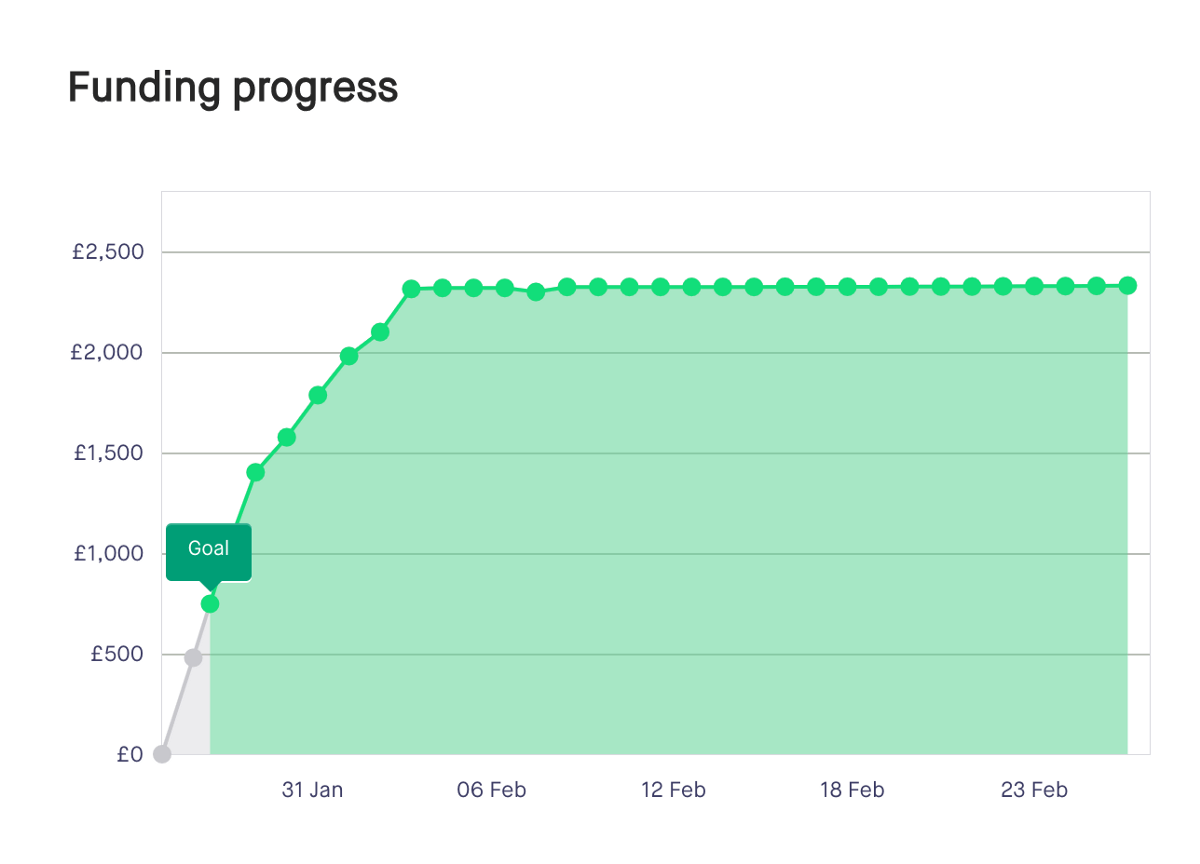 Funding progress
£2,500
£2,000
£1,500
£1,000
Goal
£500
£0
31 Jan
06 Feb
12 Feb
18 Feb
23 Feb